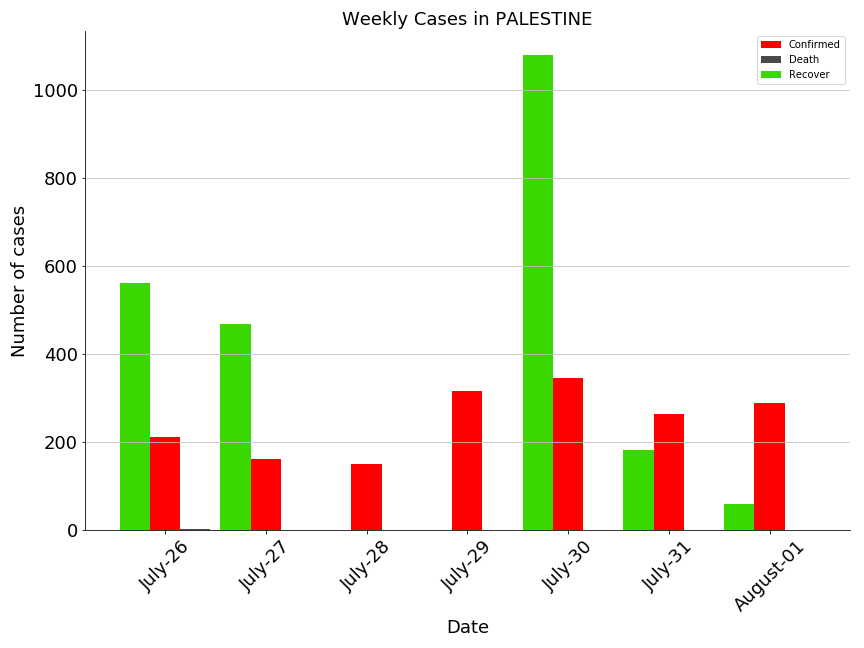 Weekly Cases in PALESTINE
Confirmed
Death
Recover
Number of cases
1000
800
600
400
200
0
July-26
July-27
July-28
July-29
July-30
July-31
August-01
Date